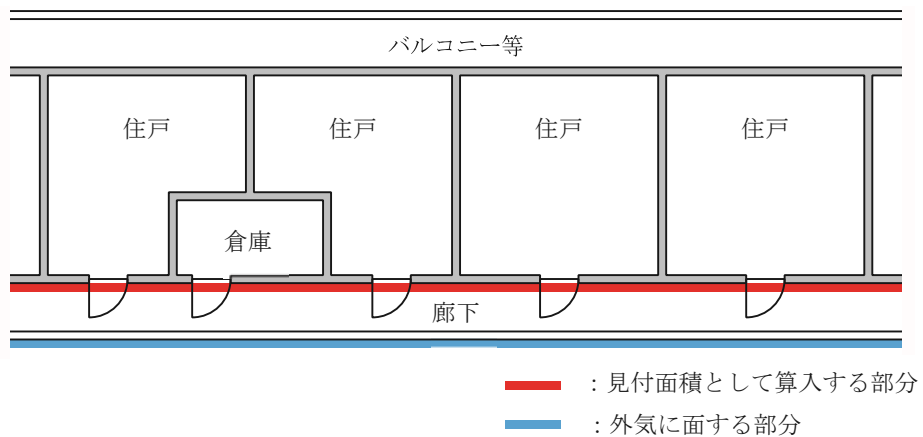 バルコニー等
住戸
住戸
住戸
住戸
倉庫
廊下
：見付面積として算入する部分
：外気に面する部分